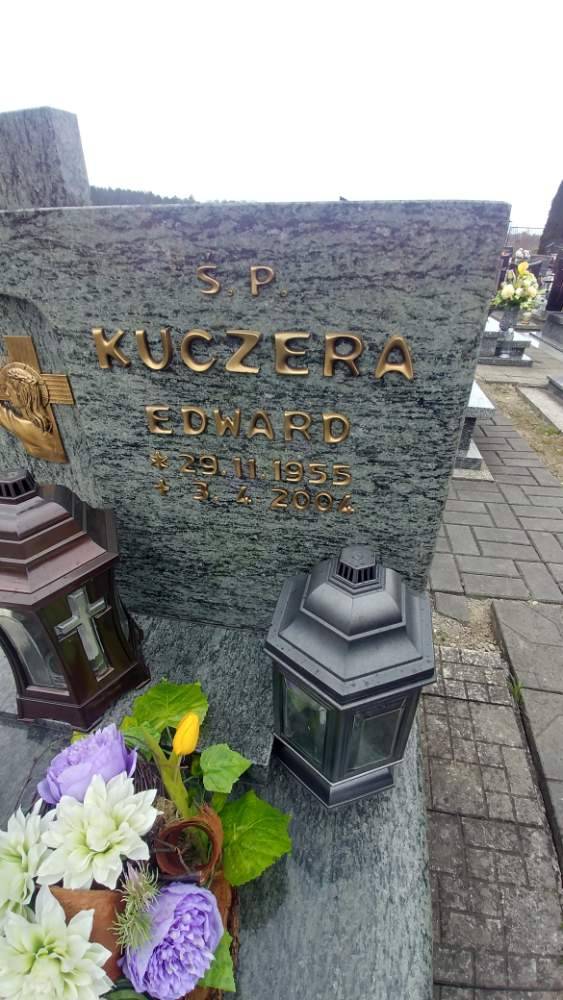 Ś. P.
KUCZERA
EDWARD
* 29.11.1955
+ 3.4.2004